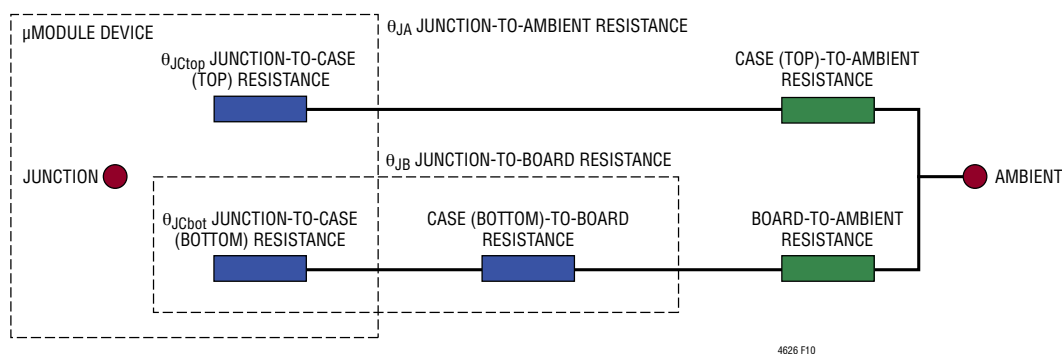 µMODULE DEVICE
θJA JUNCTION-TO-AMBIENT RESISTANCE
θJCtop JUNCTION-TO-CASE
(TOP) RESISTANCE
CASE (TOP)-TO-AMBIENT
RESISTANCE
θJB JUNCTION-TO-BOARD RESISTANCE
JUNCTION
AMBIENT
θJCbot JUNCTION-TO-CASE
(BOTTOM) RESISTANCE
CASE (BOTTOM)-TO-BOARD
RESISTANCE
BOARD-TO-AMBIENT
RESISTANCE
4626 F10